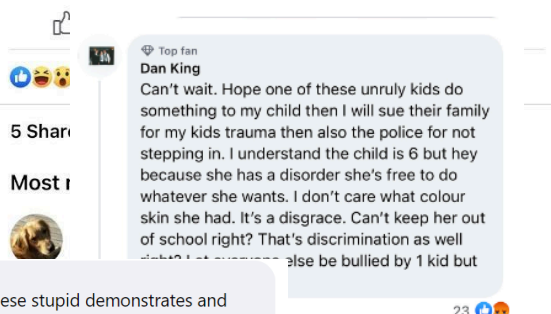 Top fan
Dan King
Can't wait. Hope one of these unruly kids do
something to my child then I will sue their family
for my kids trauma then also the police for not
stepping in. I understand the child is 6 but hey
because she has a disorder she's free to do
whatever she wants. I don't care what colour
skin she had. It's a disgrace. Can't keep her out
of school right? That's discrimination as well
else be bullied by 1 kid but
23
5 Shar
Most
ese stupid demonstrates and